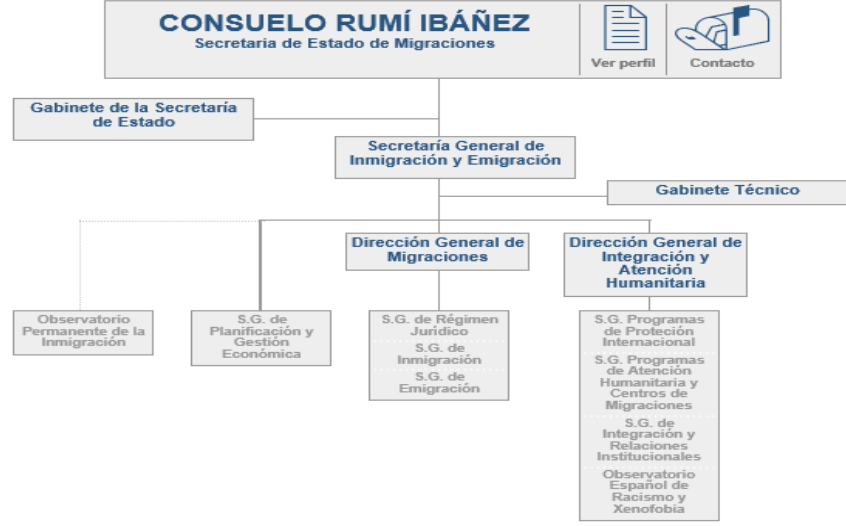 CONSUELO RUMÍ IBÁÑEZ
Secretaria de Estado de Migraciones
Ver perfil
Contacto
Gabinete de la Secretaría
de Estado
Secretaría General de
Inmigración y Emigración
Gabinete Técnico
Dirección General de
Migraciones
Dirección General de
Integración y
Atención
Humanitaria
Observatorio
Permanente de la
Inmigración
S.G. de
Planificación y
Gestión
Económica
S.G. de Régimen
Jurídico
S.G. de
Inmigración
S.G. de
Emigración
S.G. Programas
de Proteción
Internacional
S.G. Programas
de Atención
Humanitaria y
Centros de
Migraciones
S.G. de
Integración y
Relaciones
Institucionales
Observatorio
Español de
Racismo y
Xenofobia